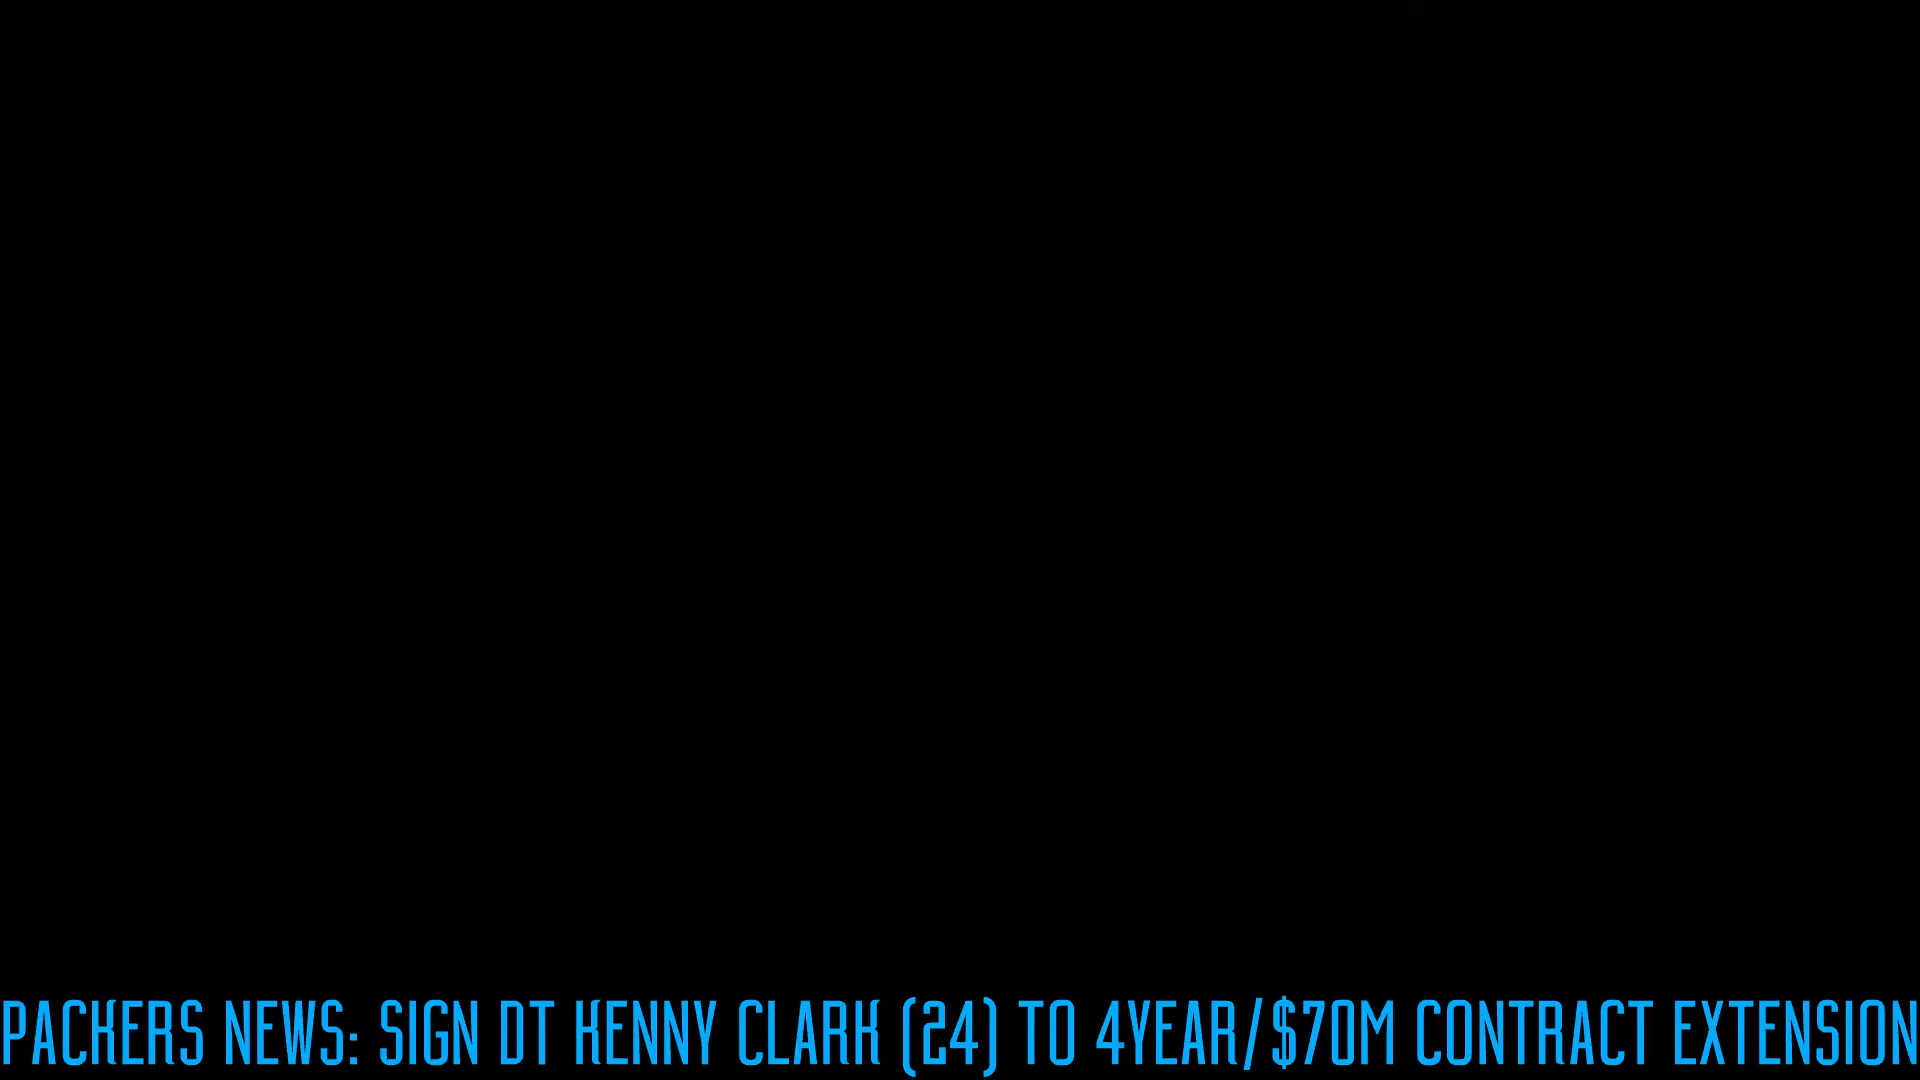 PACKERS NEWS: SIGN DT KENNY CLARK (24) TO 4YEAR/$70M CONTRACT EXTENSION